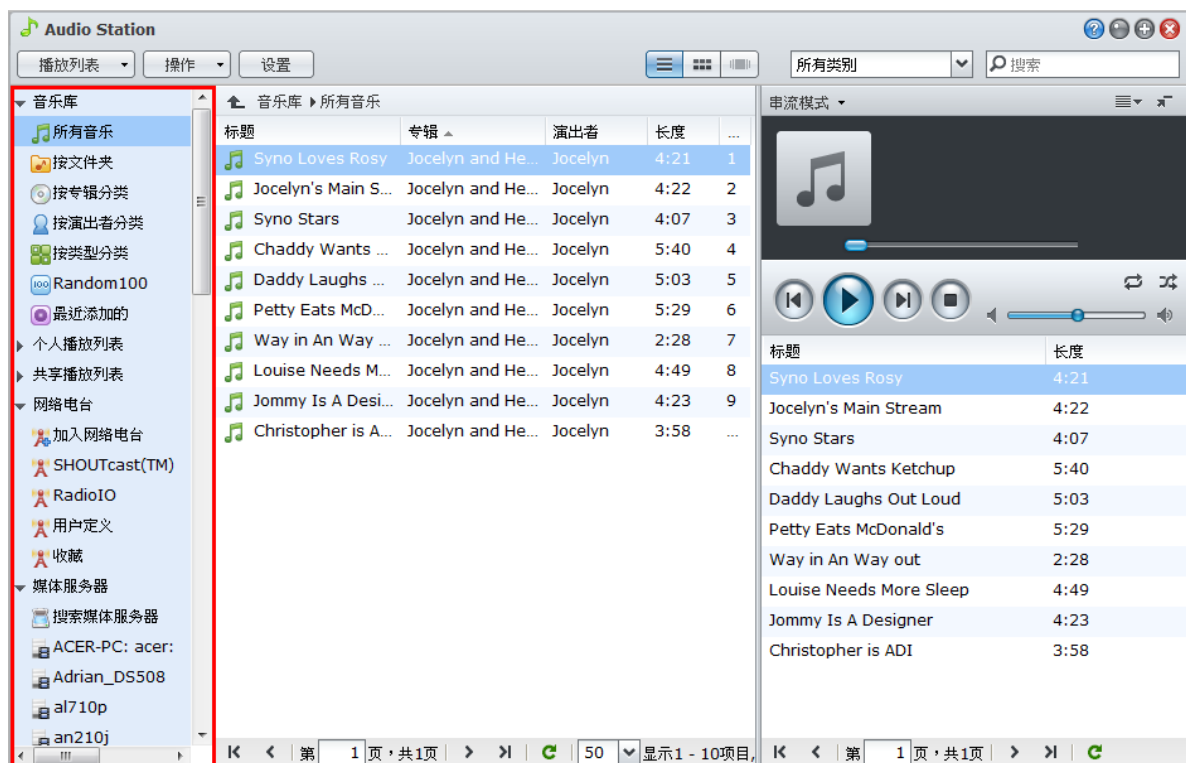 Audio Station
播放列表 操作 设置 所有类别 搜索
音乐库
所有音乐
按文件夹
按专辑分类
按演出者分类
按类型分类
100 Random100
最近添加的
个人播放列表
共享播放列表
网络电台
加入网络电台
SHOUTcast(TM)
RadioIO
用户定义
收藏
媒体服务器
搜索媒体服务器
ACER-PC: acer:
Adrian_DS508
al710p
an210j
音乐库 所有音乐
标题 专辑 演出者 长度 ...
Syno Loves Rosy Jocelyn and He... Jocelyn 4:21 1
Jocelyn's Main S... Jocelyn and He... Jocelyn 4:22 2
Syno Stars Jocelyn and He... Jocelyn 4:07 3
Chaddy Wants ... Jocelyn and He... Jocelyn 5:40 4
Daddy Laughs ... Jocelyn and He... Jocelyn 5:03 5
Petty Eats McD... Jocelyn and He... Jocelyn 5:29 6
Way in An Way ... Jocelyn and He... Jocelyn 2:28 7
Louise Needs M... Jocelyn and He... Jocelyn 4:49 8
Jommy Is A Desi... Jocelyn and He... Jocelyn 4:23 9
Christopher is A... Jocelyn and He... Jocelyn 3:58 ...
第 1 页，共1页 50 显示1 - 10项目,
串流模式
标题 长度
Syno Loves Rosy 4:21
Jocelyn's Main Stream 4:22
Syno Stars 4:07
Chaddy Wants Ketchup 5:40
Daddy Laughs Out Loud 5:03
Petty Eats McDonald's 5:29
Way in An Way out 2:28
Louise Needs More Sleep 4:49
Jommy Is A Designer 4:23
Christopher is ADI 3:58
第 1 页，共1页